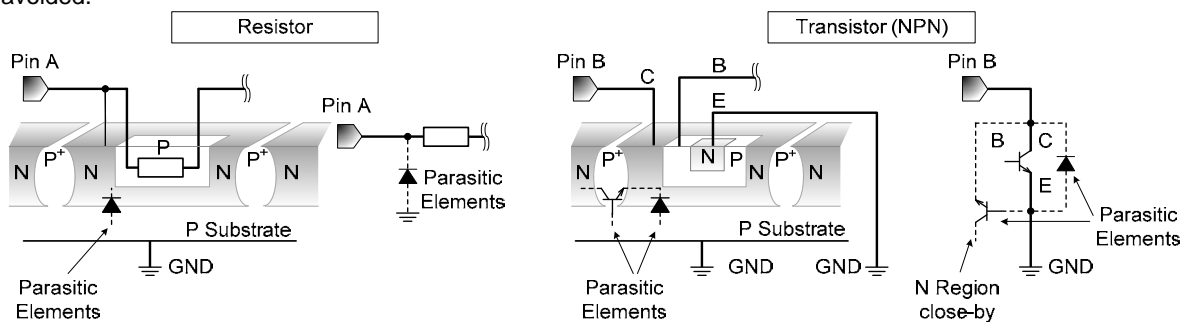 avoided.
Resistor
Transistor (NPN)
Pin A
Pin A
N
P+
N
P
N
P+
N
Parasitic
Elements
P Substrate
GND
Parasitic
Elements
Pin B
C
B
E
N
P+
N
N
P
N
P+
N
P Substrate
GND
GND
Parasitic
Elements
Pin B
B
C
E
Parasitic
Elements
GND
N Region
close-by